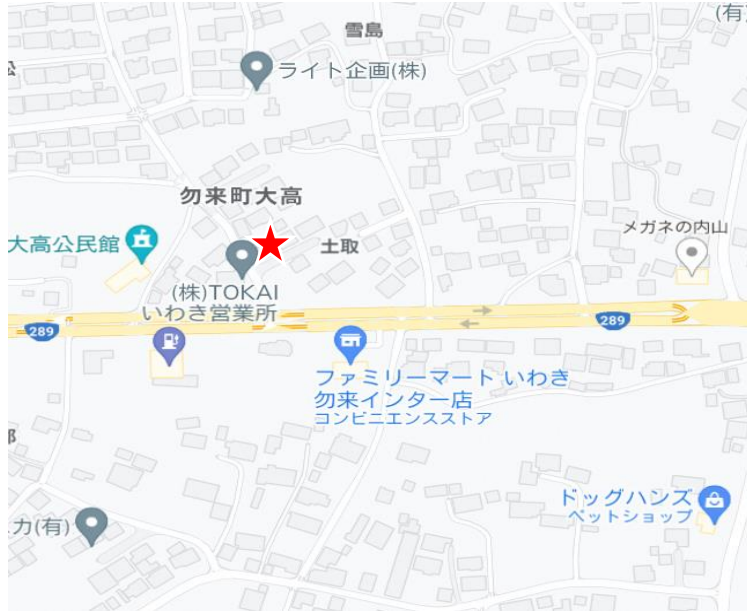 (有)
雪島
ライト企画(株)
勿来町大高
大高公民館
土取
メガネの内山
(株)TOKAI
いわき営業所
289
289
ファミリーマート いわき
勿来インター店
コンビニエンスストア
ドッグハンズ
ペットショップ
力(有)